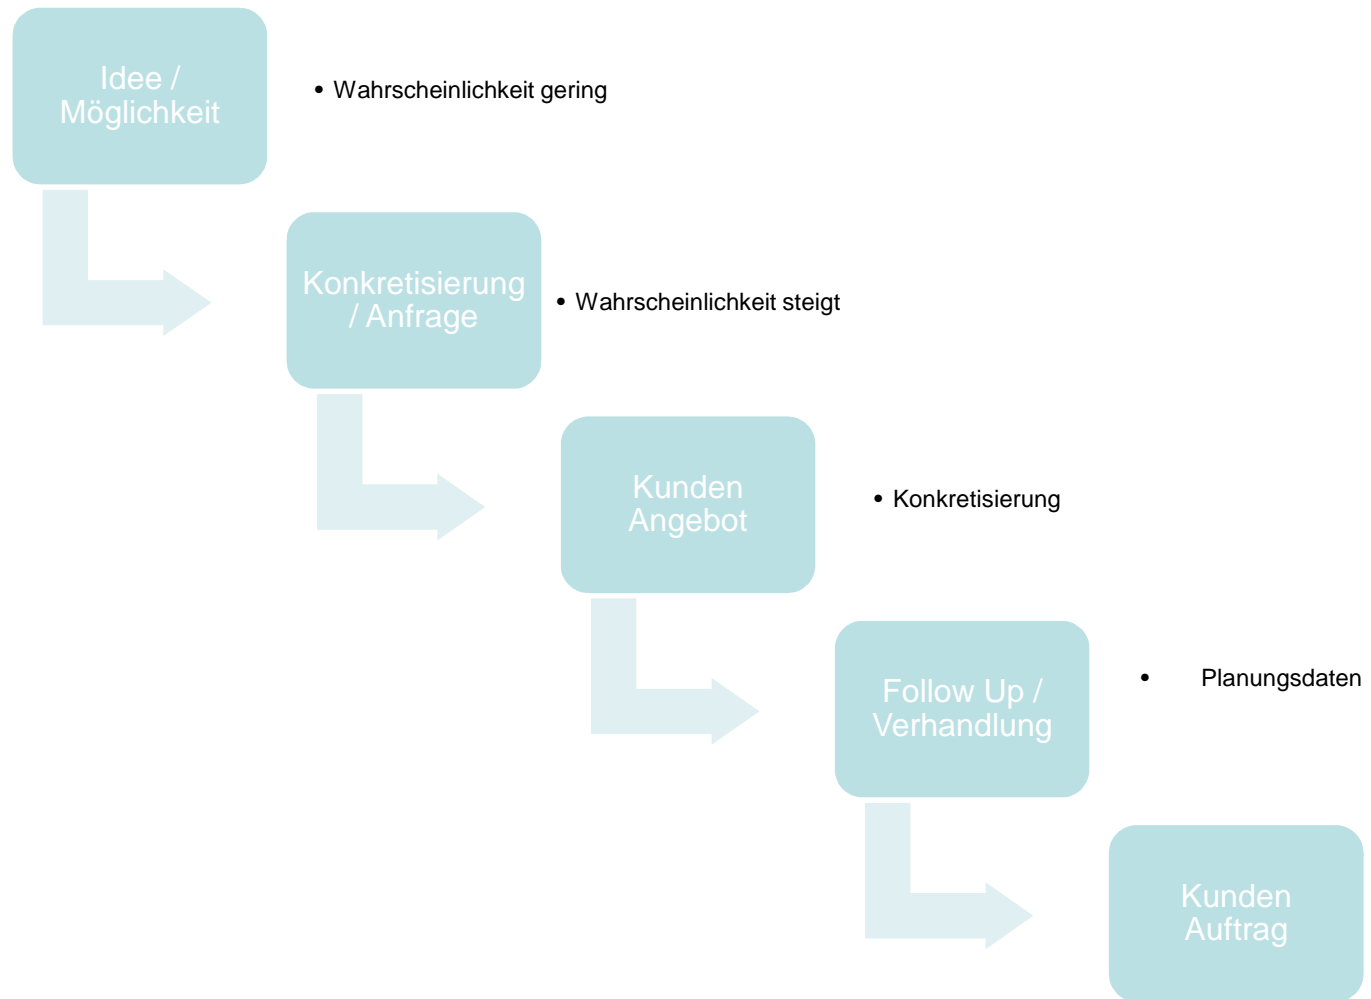 Idee /
Möglichkeit
• Wahrscheinlichkeit gering
Konkretisierung
/ Anfrage
• Wahrscheinlichkeit steigt
Kunden
Angebot
• Konkretisierung
Follow Up /
Verhandlung
• Planungsdaten
Kunden
Auftrag